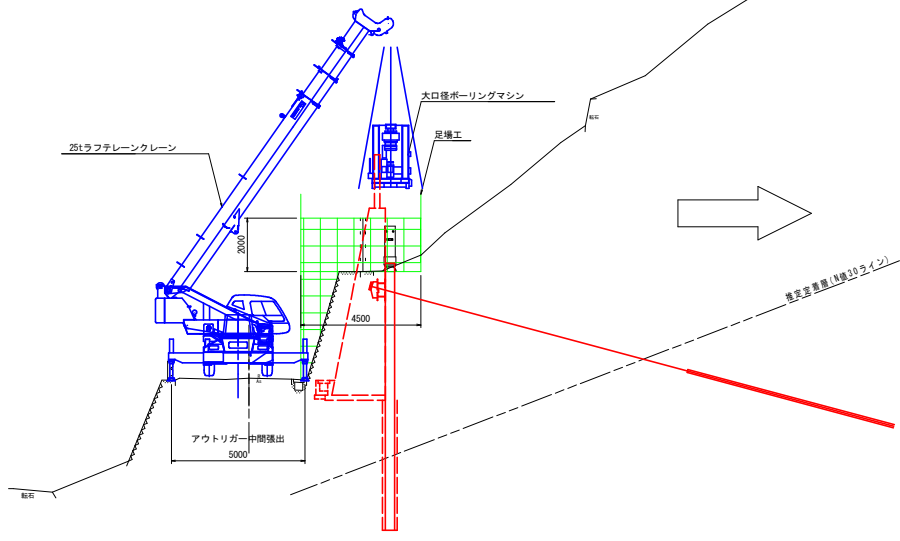 大口径ボーリングマシン
転石
足場工
25tラフテレーンクレーン
2000
推定定着層(N値30ライン)
4500
アウトリガー中間張出
5000
転石